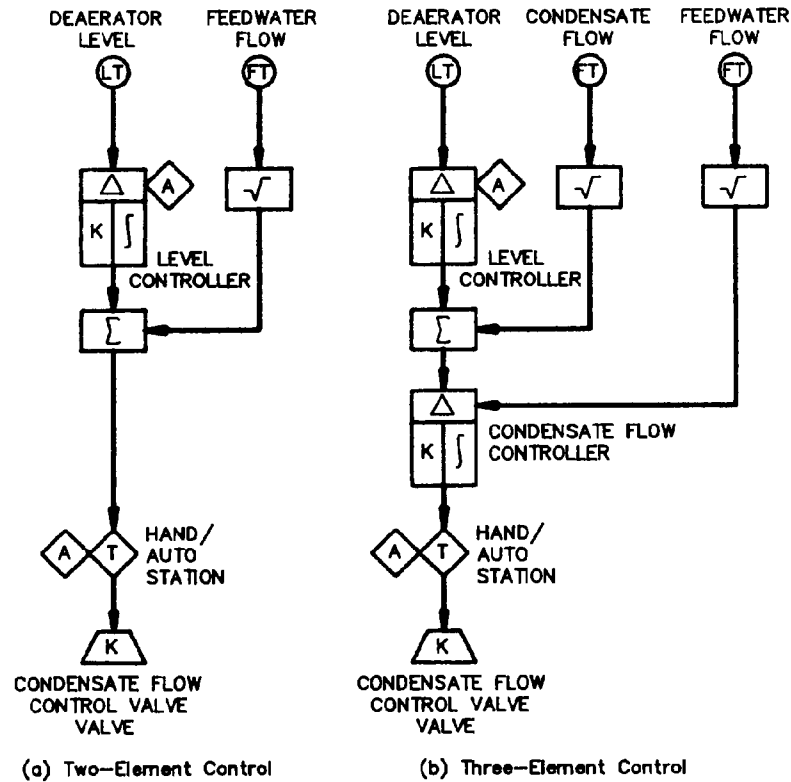 DEAERATOR LEVEL
FEEDWATER FLOW
LT
FT
△
A
√
K
∫
LEVEL CONTROLLER
Σ
A
T
HAND/ AUTO STATION
K
CONDENSATE FLOW CONTROL VALVE VALVE
(a) Two-Element Control
DEAERATOR LEVEL
CONDENSATE FLOW
FEEDWATER FLOW
LT
FT
FT
△
A
√
√
K
∫
LEVEL CONTROLLER
Σ
△
K
∫
CONDENSATE FLOW CONTROLLER
A
T
HAND/ AUTO STATION
K
CONDENSATE FLOW CONTROL VALVE VALVE
(b) Three-Element Control